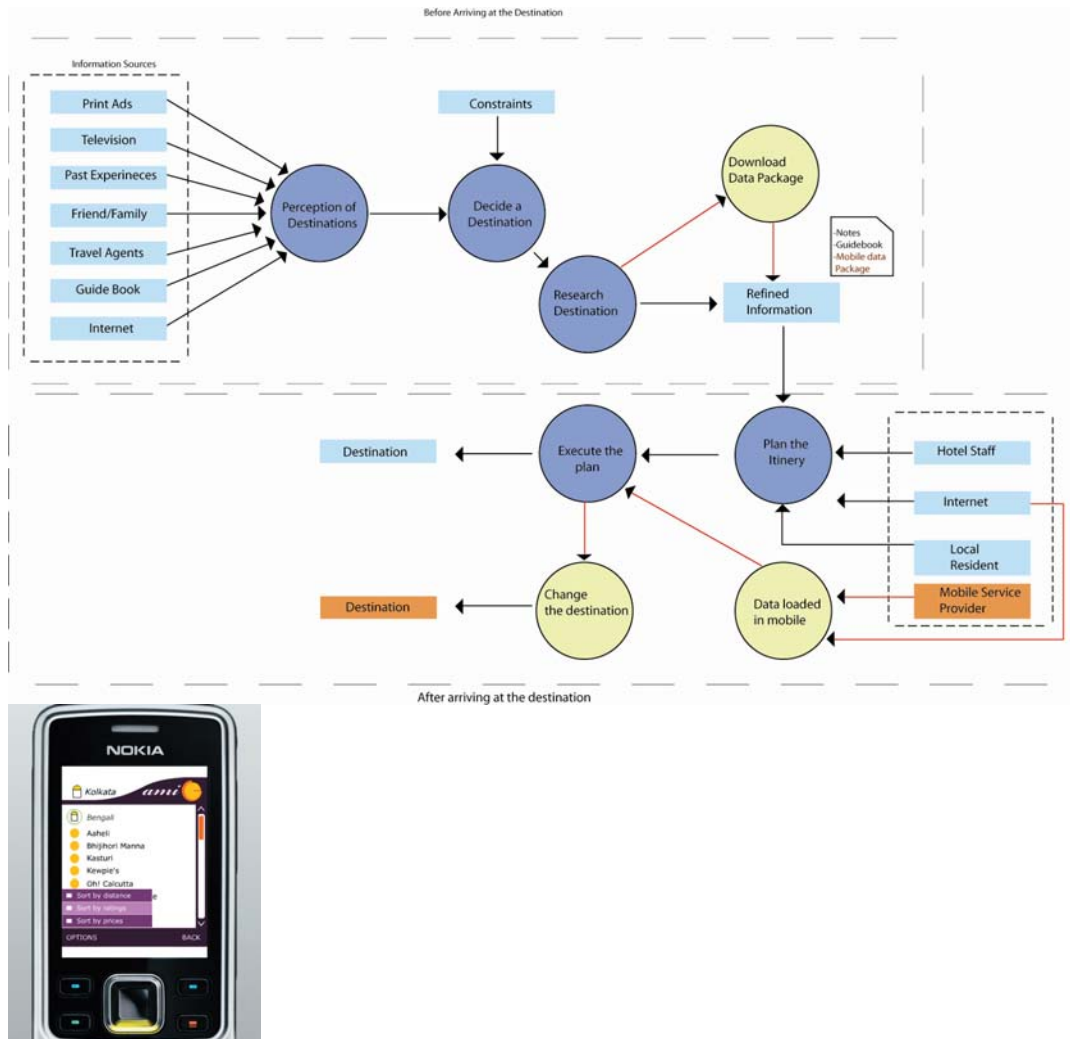 Before Arriving at the Destination
Information Sources
Print Ads
Television
Past Experineces
Friend/Family
Travel Agents
Guide Book
Internet
Perception of
Destinations
Constraints
Decide a
Destination
Research
Destination
Download
Data Package
-Notes
-Guidebook
-Mobile data
Package
Refined
Information
Destination
Execute the
plan
Plan the
Itinery
Hotel Staff
Internet
Local
Resident
Mobile Service
Provider
Destination
Change
the destination
Data loaded
in mobile
After arriving at the destination
NOKIA
Kolkata
ami
Bengali
Aaheli
Bhijihori Manna
Kasturi
Kewpie's
Oh! Calcutta
e
Sort by distance
Sort by ratings
Sort by prices
OPTIONS BACK